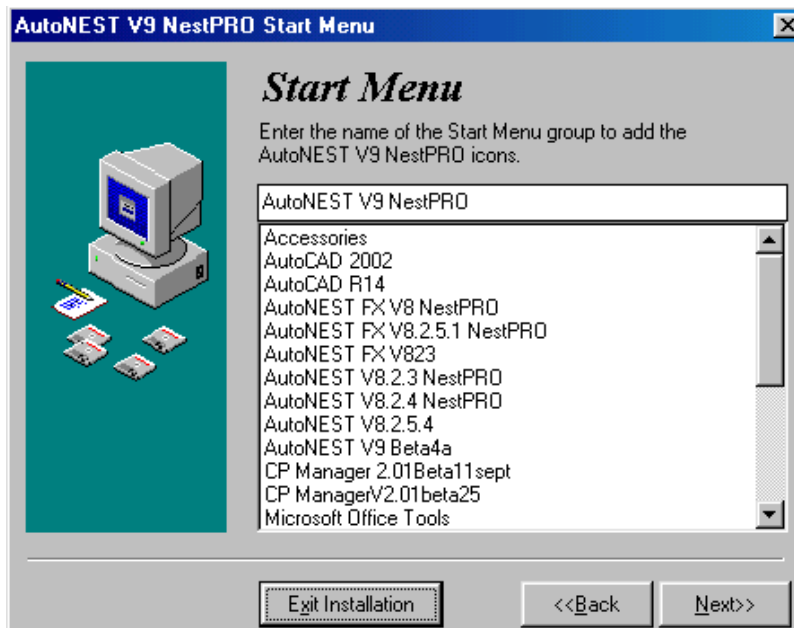 AutoNEST V9 NestPRO Start Menu
Start Menu
Enter the name of the Start Menu group to add the
AutoNEST V9 NestPRO icons.
AutoNEST V9 NestPRO
Accessories
AutoCAD 2002
AutoCAD R14
AutoNEST FX V8 NestPRO
AutoNEST FX V8.2.5.1 NestPRO
AutoNEST FX V823
AutoNEST V8.2.3 NestPRO
AutoNEST V8.2.4 NestPRO
AutoNEST V8.2.5.4
AutoNEST V9 Beta4a
CP Manager 2.01Beta11sept
CP ManagerV2.01beta25
Microsoft Office Tools
Exit Installation
<<Back
Next>>